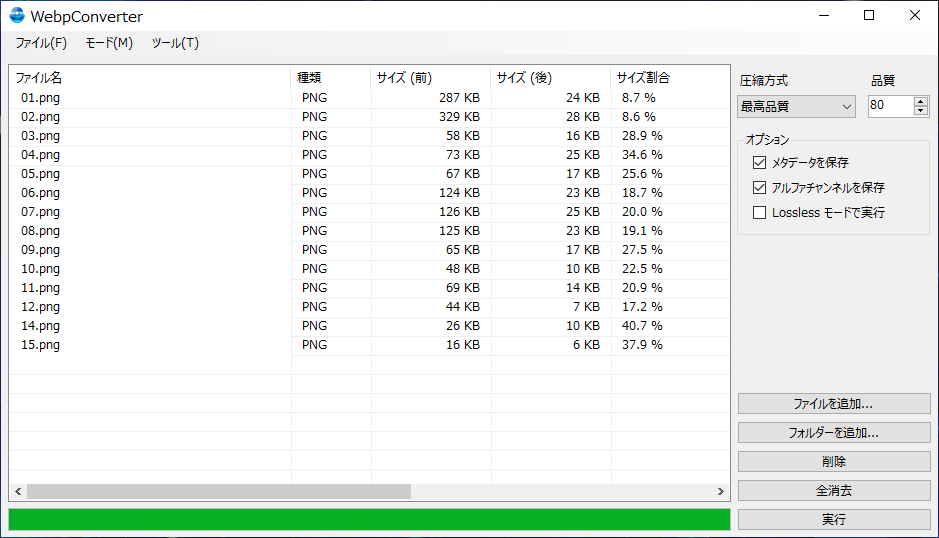 WebpConverter
ファイル(F) モード(M) ツール(T)
ファイル名 種類 サイズ (前) サイズ (後) サイズ割合
01.png PNG 287 KB 24 KB 8.7 %
02.png PNG 329 KB 28 KB 8.6 %
03.png PNG 58 KB 16 KB 28.9 %
04.png PNG 73 KB 25 KB 34.6 %
05.png PNG 67 KB 17 KB 25.6 %
06.png PNG 124 KB 23 KB 18.7 %
07.png PNG 126 KB 25 KB 20.0 %
08.png PNG 125 KB 23 KB 19.1 %
09.png PNG 65 KB 17 KB 27.5 %
10.png PNG 48 KB 10 KB 22.5 %
11.png PNG 69 KB 14 KB 20.9 %
12.png PNG 44 KB 7 KB 17.2 %
14.png PNG 26 KB 10 KB 40.7 %
15.png PNG 16 KB 6 KB 37.9 %
圧縮方式 品質
最高品質 80
オプション
メタデータを保存
アルファチャンネルを保存
Lossless モードで実行
ファイルを追加...
フォルダーを追加...
削除
全消去
実行